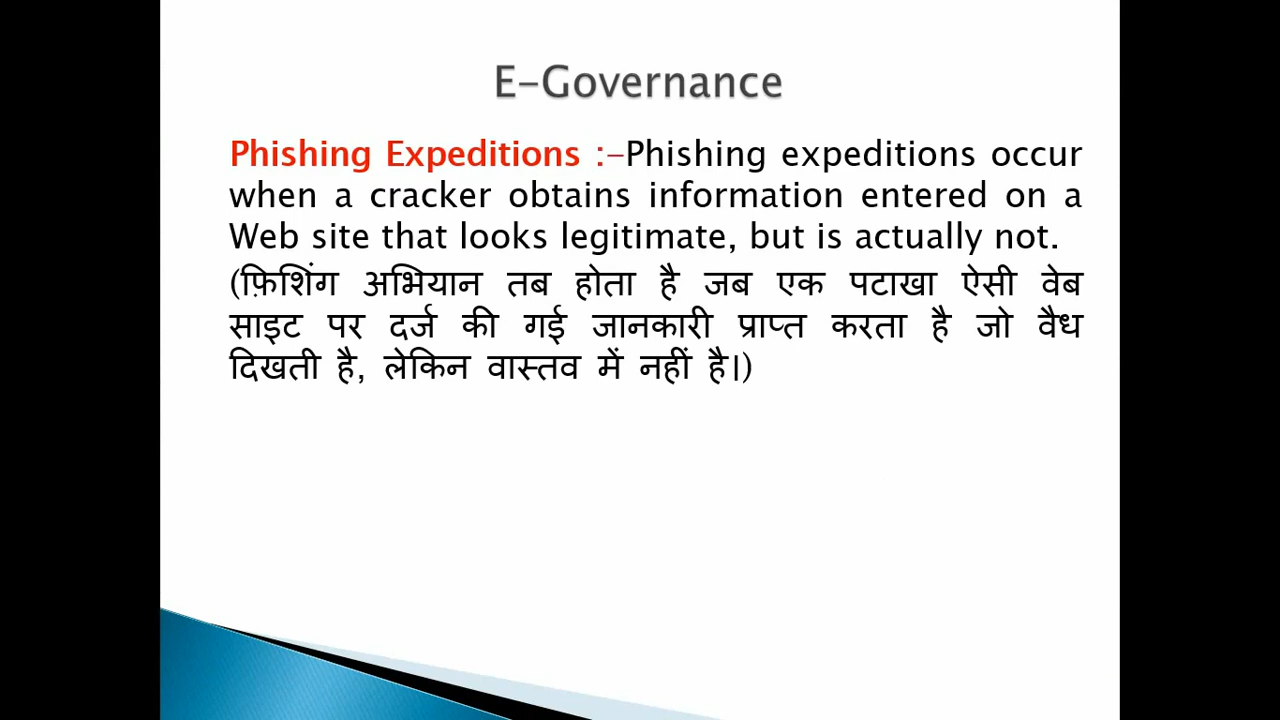 E-Governance
Phishing Expeditions :-Phishing expeditions occur
when a cracker obtains information entered on a
Web site that looks legitimate, but is actually not.
(फ़िशिंग अभियान तब होता है जब एक पटाखा ऐसी वेब
साइट पर दर्ज की गई जानकारी प्राप्त करता है जो वैध
दिखती है, लेकिन वास्तव में नहीं है।)